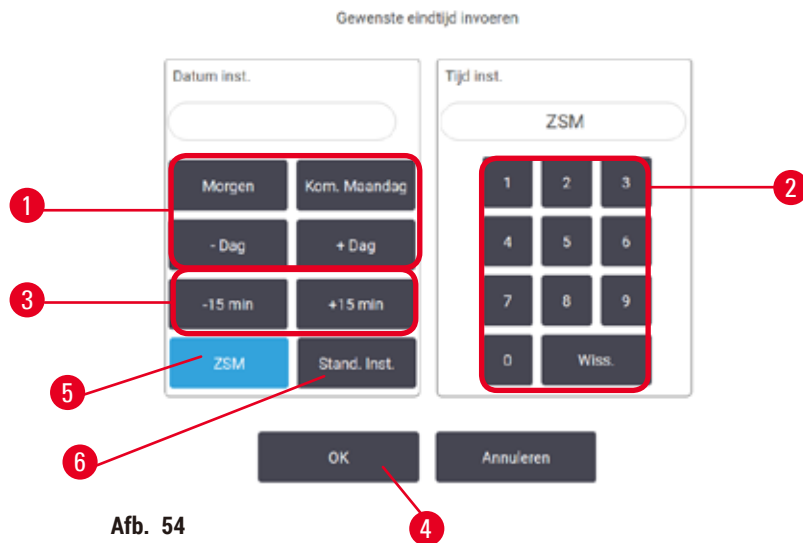 Gewenste eindtijd invoeren
Datum inst.
Tijd inst.
ZSM
Morgen
Kom. Maandag
1
2
3
1
2
- Dag
+ Dag
4
5
6
3
-15 min
+15 min
7
8
9
ZSM
Stand. Inst.
0
Wiss.
5
6
OK
Annuleren
4
Afb. 54